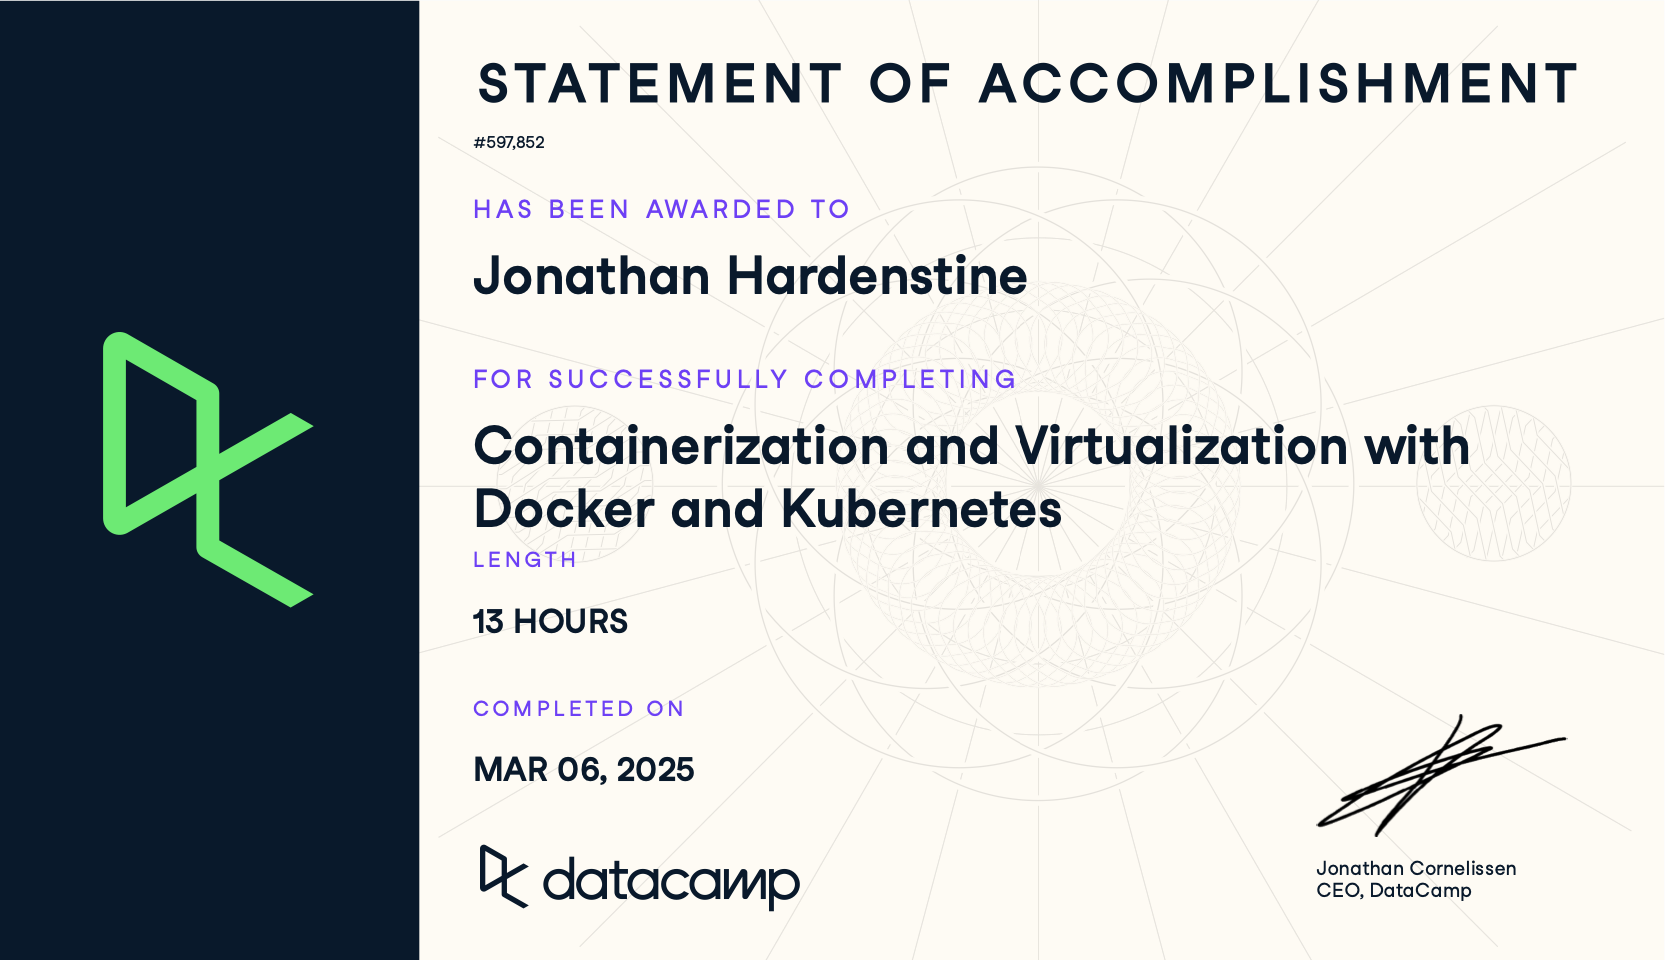 STATEMENT OF ACCOMPLISHMENT
#597,852
HAS BEEN AWARDED TO
Jonathan Hardenstine
FOR SUCCESSFULLY COMPLETING
Containerization and Virtualization with
Docker and Kubernetes
LENGTH
13 HOURS
COMPLETED ON
MAR 06, 2025
datacamp
Jonathan Cornelissen
CEO, DataCamp